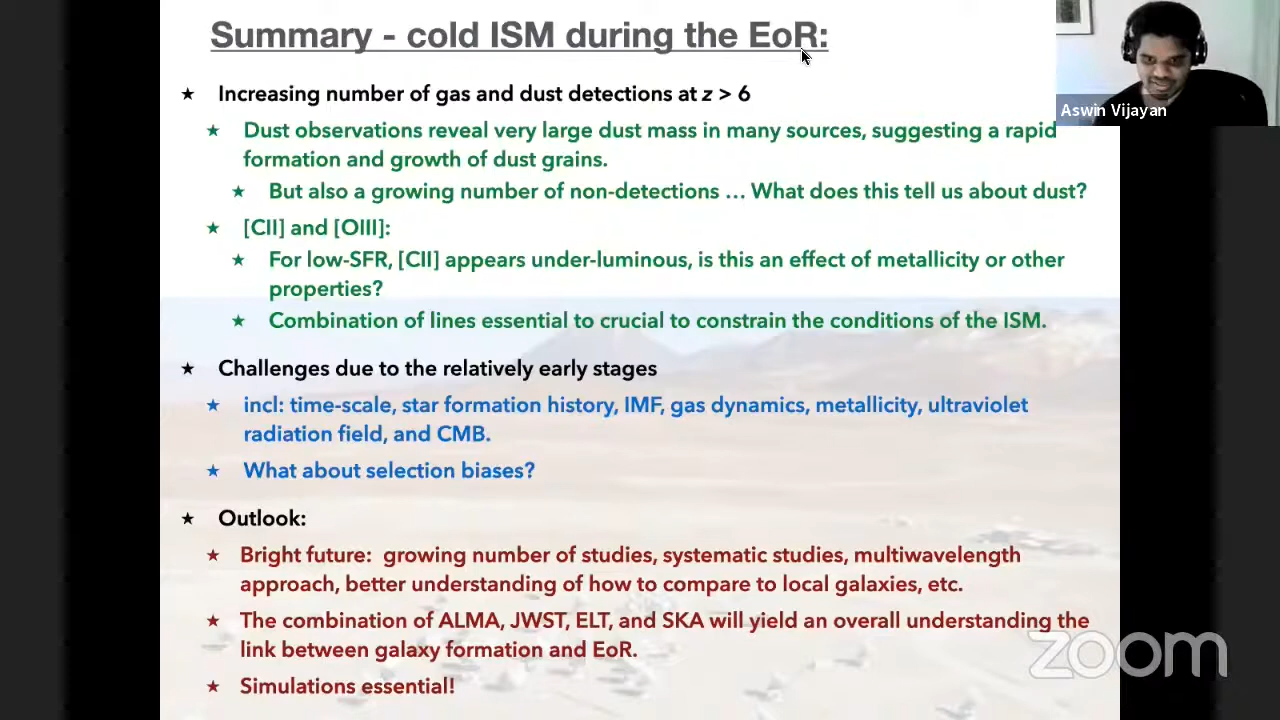 Summary - cold ISM during the EoR:
Aswin Vijayan
★ Increasing number of gas and dust detections at z > 6
★ Dust observations reveal very large dust mass in many sources, suggesting a rapid
formation and growth of dust grains.
★ But also a growing number of non-detections … What does this tell us about dust?
★ [CII] and [OIII]:
★ For low-SFR, [CII] appears under-luminous, is this an effect of metallicity or other
properties?
★ Combination of lines essential to crucial to constrain the conditions of the ISM.
★ Challenges due to the relatively early stages
★ incl: time-scale, star formation history, IMF, gas dynamics, metallicity, ultraviolet
radiation field, and CMB.
★ What about selection biases?
★ Outlook:
★ Bright future: growing number of studies, systematic studies, multiwavelength
approach, better understanding of how to compare to local galaxies, etc.
★ The combination of ALMA, JWST, ELT, and SKA will yield an overall understanding the
link between galaxy formation and EoR.
★ Simulations essential!
zoom